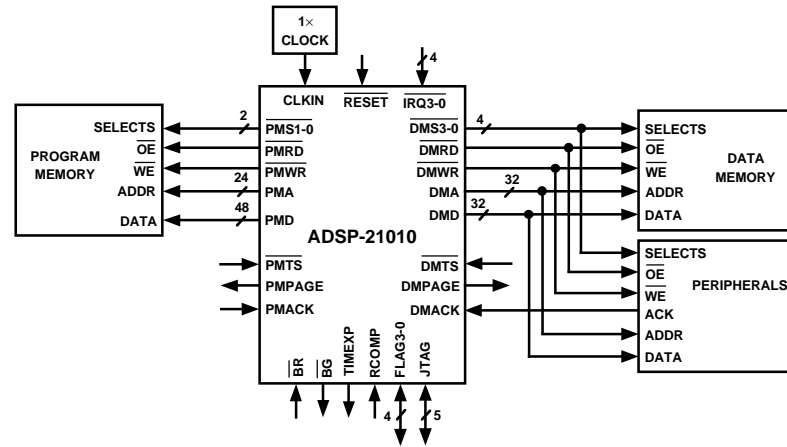 1×
CLOCK
4
CLKIN
RESET
IRQ3-0
SELECTS
2
PMS1-0
DMS3-0
4
SELECTS
OE
PMRD
DMRD
OE
PROGRAM
MEMORY
WE
PMWR
DMWR
WE
DATA
MEMORY
ADDR
24
PMA
DMA
32
ADDR
DATA
48
PMD
DMD
32
DATA
ADSP-21010
SELECTS
PMTS
DMTS
OE
PMPAGE
DMPAGE
WE
PERIPHERALS
PMACK
DMACK
ACK
ADDR
DATA
BR
BG
TIMEXP
RCOMP
FLAG3-0
JTAG
4
5